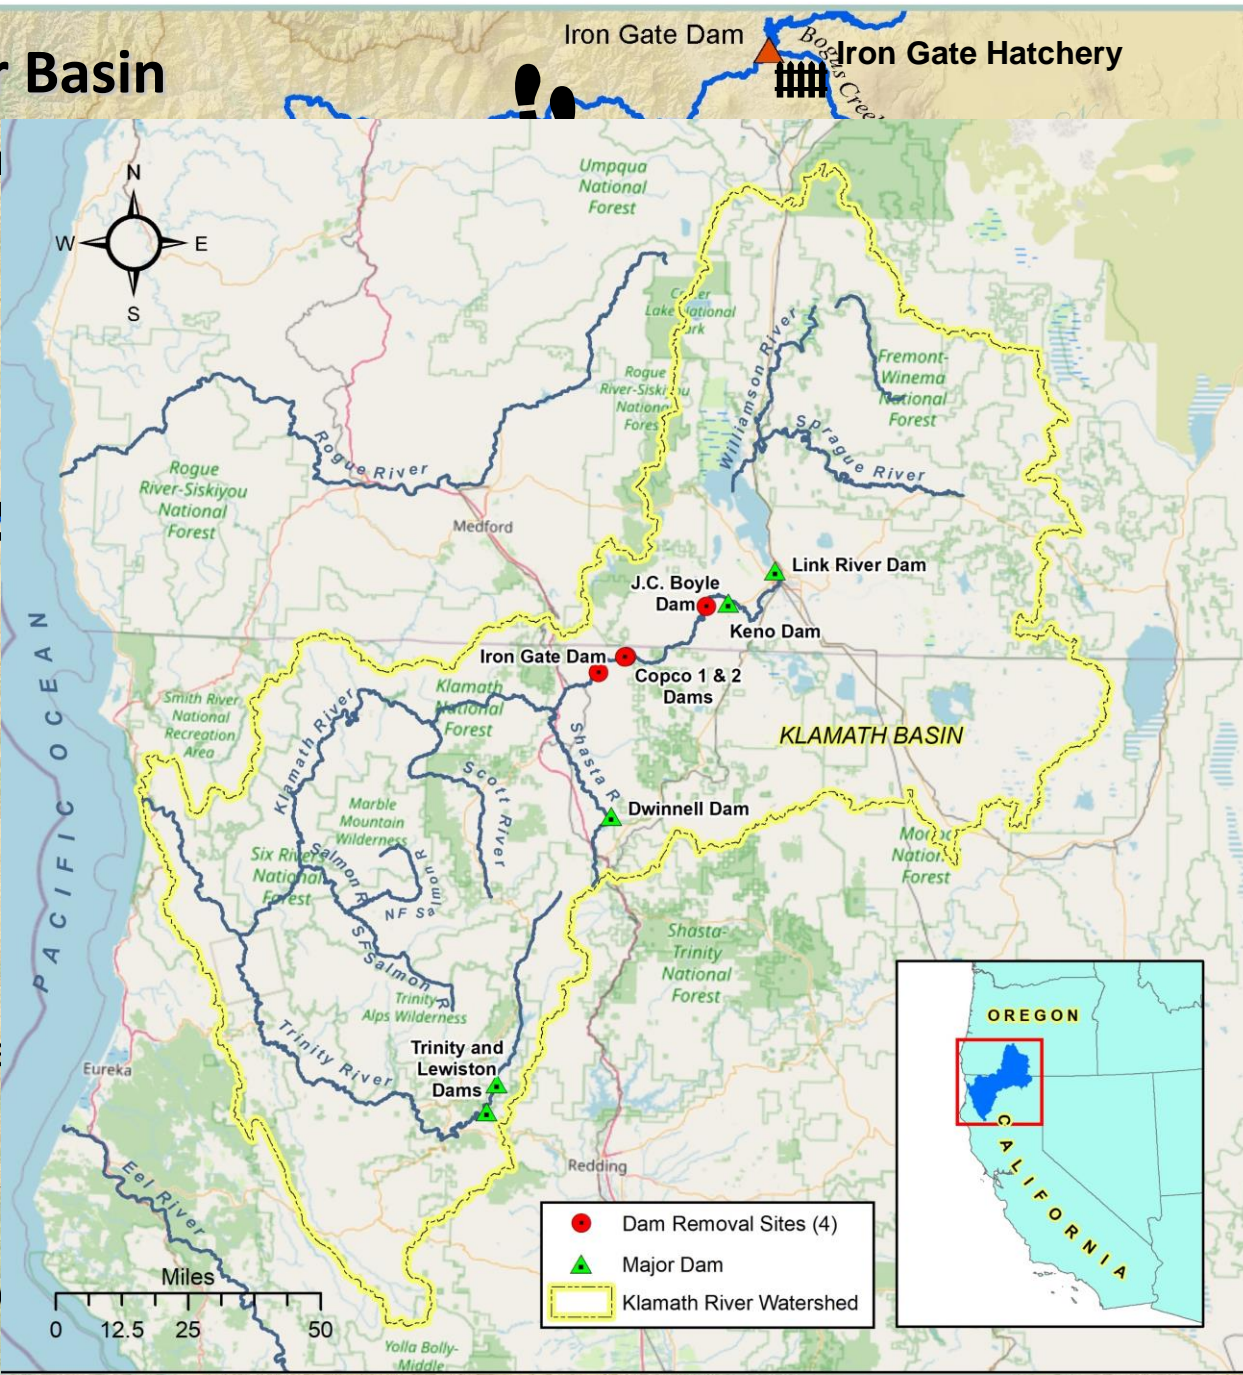 r Basin
Iron Gate Dam
Iron Gate Hatchery
Bogus Cree
N
W
E
S
Umpqua
National
Forest
Crater
Lake National
Park
Rogue
River-Siskiyou
National
Forest
Williamson River
Fremont-
Winema
National
Forest
Sprague River
Rogue River
Rogue
River-Siskiyou
National
Forest
Medford
Link River Dam
J.C. Boyle
Dam
Keno Dam
Iron Gate Dam
Copco 1 & 2
Dams
KLAMATH BASIN
PACIFIC OCEAN
Smith River
National
Recreation
Area
Klamath
National
Forest
Klamath River
Shasta R
Scott River
Dwinnell Dam
Marble
Mountain
Wilderness
Six Rivers
National
Forest
Salmon R
NF Salmon R
SF Salmon R
Modoc
National
Forest
Shasta-
Trinity
National
Forest
Trinity
Alps Wilderness
Trinity River
Trinity and
Lewiston
Dams
Eureka
Redding
Eel River
Miles
0 12.5 25 50
Yolla Bolly-
Middle
Dam Removal Sites (4)
Major Dam
Klamath River Watershed
OREGON
CALIFORNIA